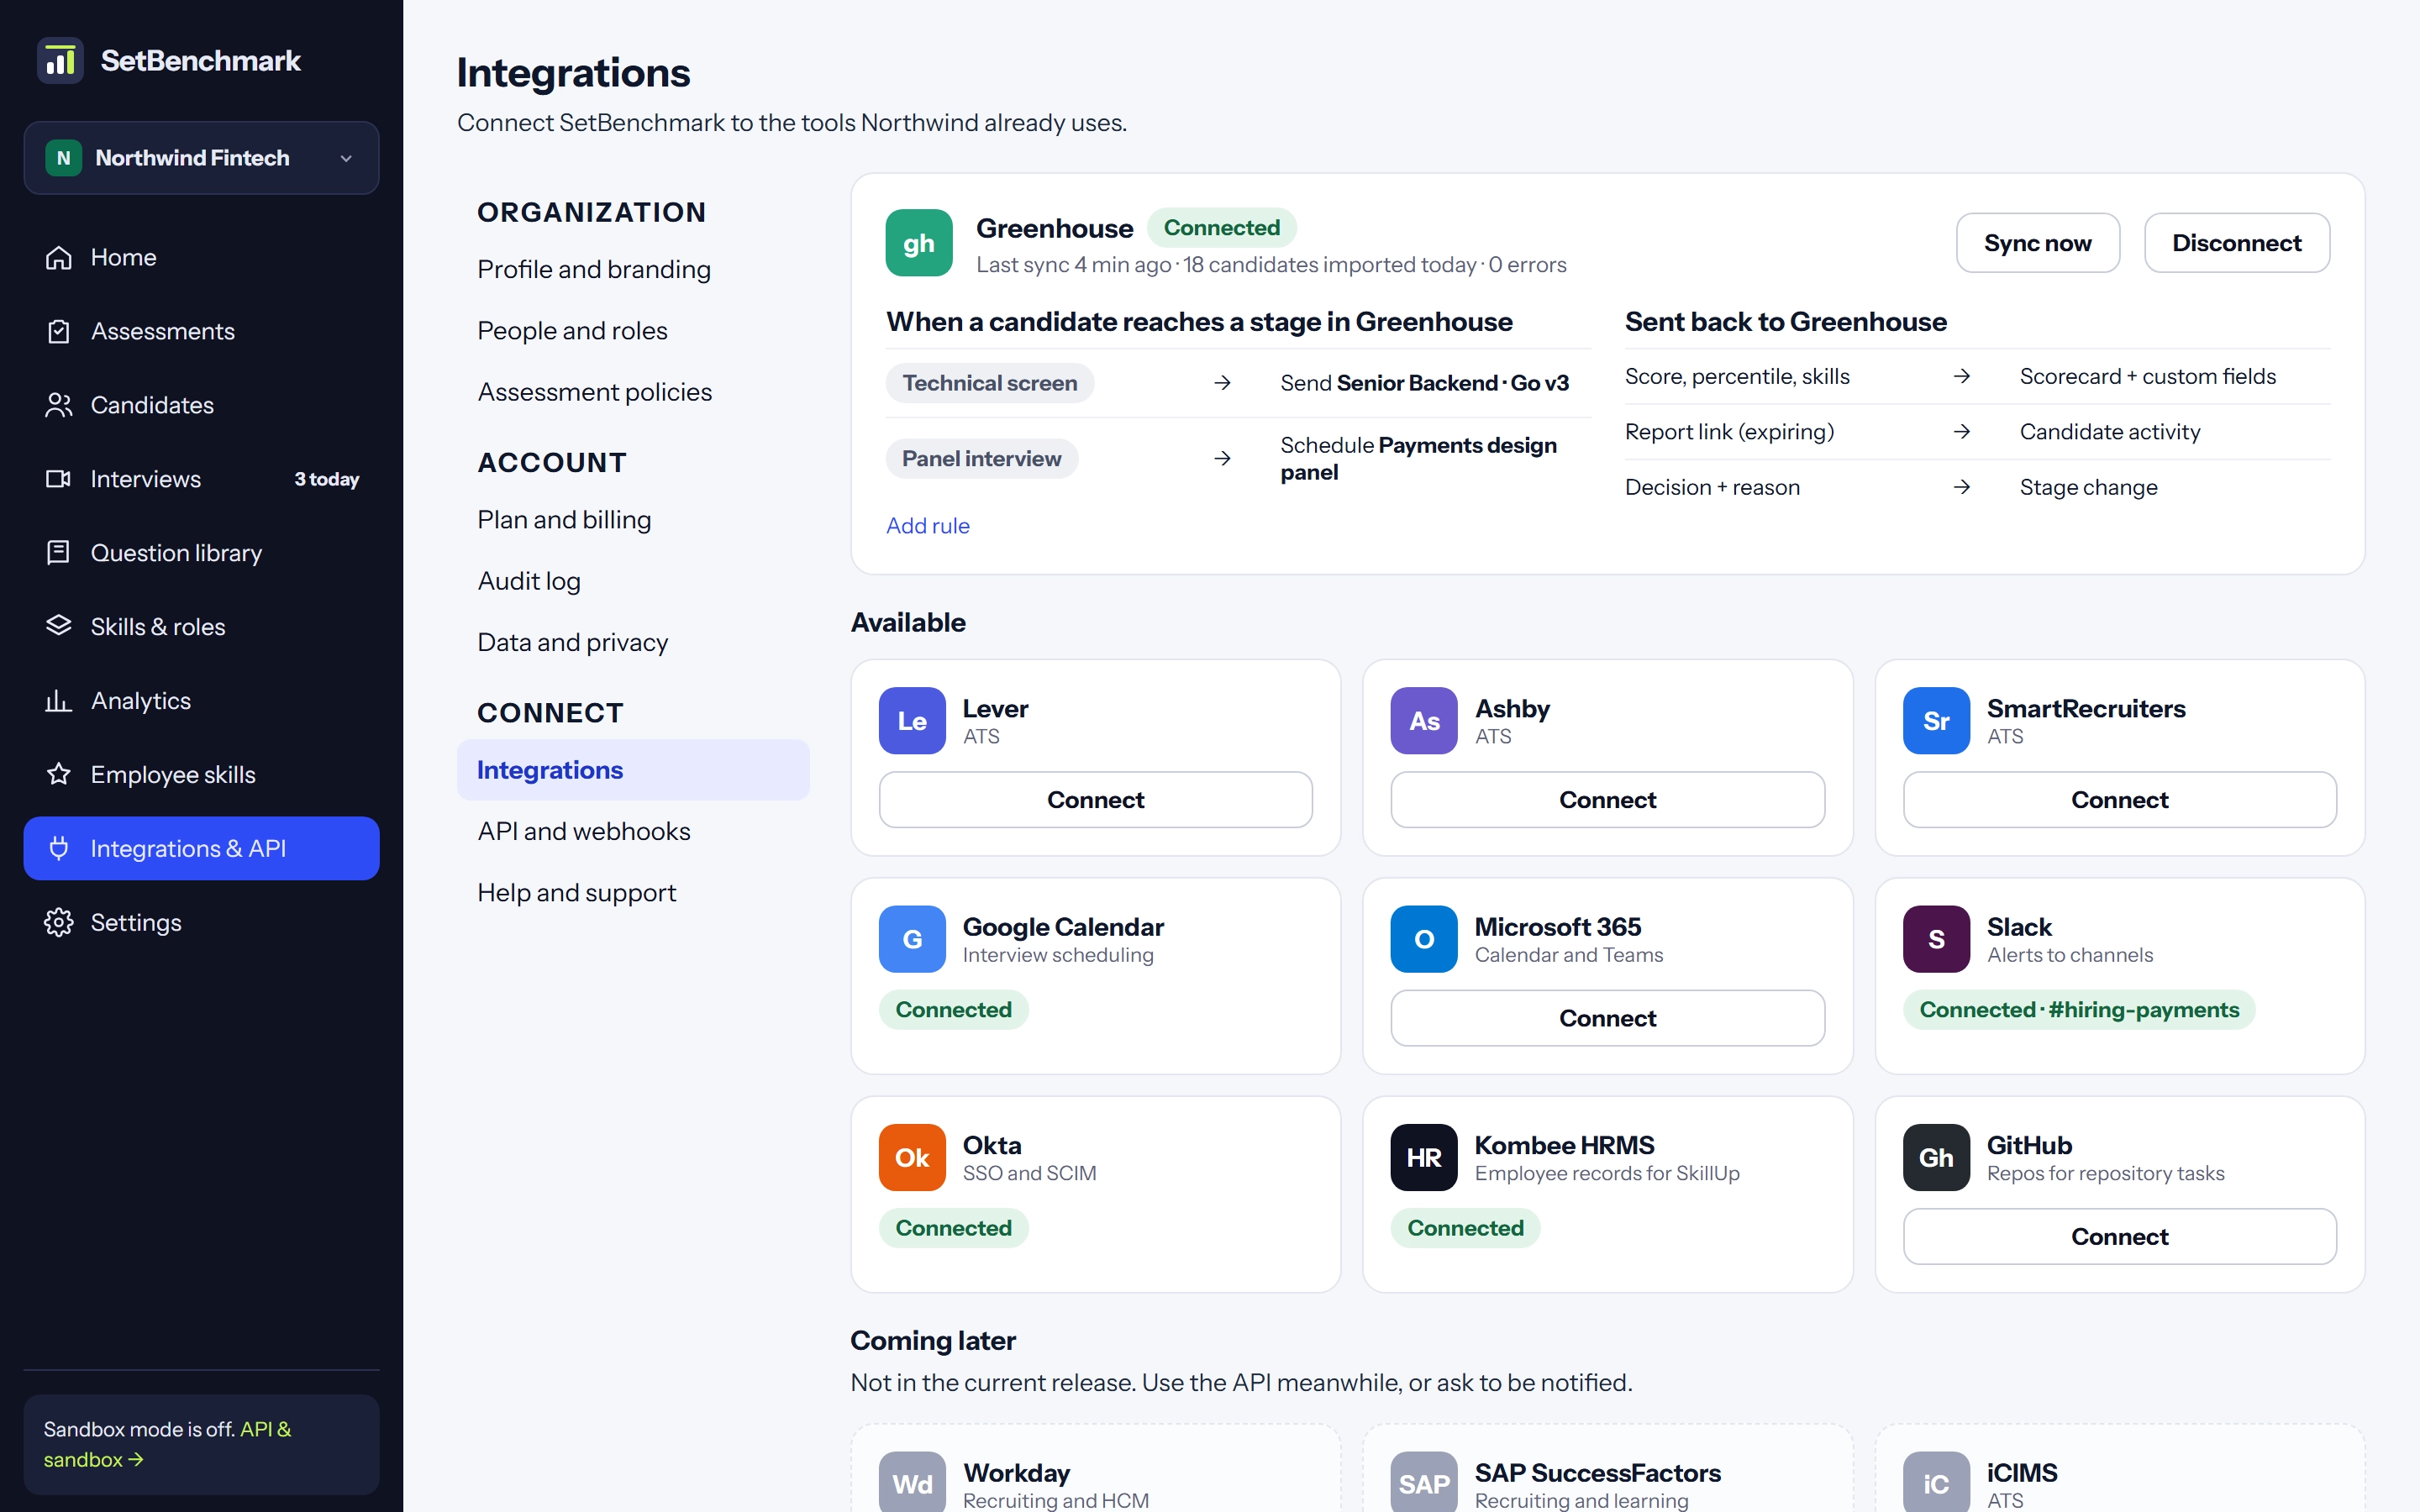 SetBenchmark
N Northwind Fintech
Home
Assessments
Candidates
Interviews 3 today
Question library
Skills & roles
Analytics
Employee skills
Integrations & API
Settings
Sandbox mode is off. API &
sandbox →
Integrations
Connect SetBenchmark to the tools Northwind already uses.
ORGANIZATION
Profile and branding
People and roles
Assessment policies
ACCOUNT
Plan and billing
Audit log
Data and privacy
CONNECT
Integrations
API and webhooks
Help and support
gh
Greenhouse Connected
Last sync 4 min ago · 18 candidates imported today · 0 errors
Sync now
Disconnect
When a candidate reaches a stage in Greenhouse
Technical screen → Send Senior Backend · Go v3
Panel interview → Schedule Payments design
panel
Add rule
Sent back to Greenhouse
Score, percentile, skills → Scorecard + custom fields
Report link (expiring) → Candidate activity
Decision + reason → Stage change
Available
Le
Lever
ATS
Connect
As
Ashby
ATS
Connect
Sr
SmartRecruiters
ATS
Connect
G
Google Calendar
Interview scheduling
Connected
O
Microsoft 365
Calendar and Teams
Connect
S
Slack
Alerts to channels
Connected · #hiring-payments
Ok
Okta
SSO and SCIM
Connected
HR
Kombee HRMS
Employee records for SkillUp
Connected
Gh
GitHub
Repos for repository tasks
Connect
Coming later
Not in the current release. Use the API meanwhile, or ask to be notified.
Wd
Workday
Recruiting and HCM
SAP
SAP SuccessFactors
Recruiting and learning
iC
iCIMS
ATS